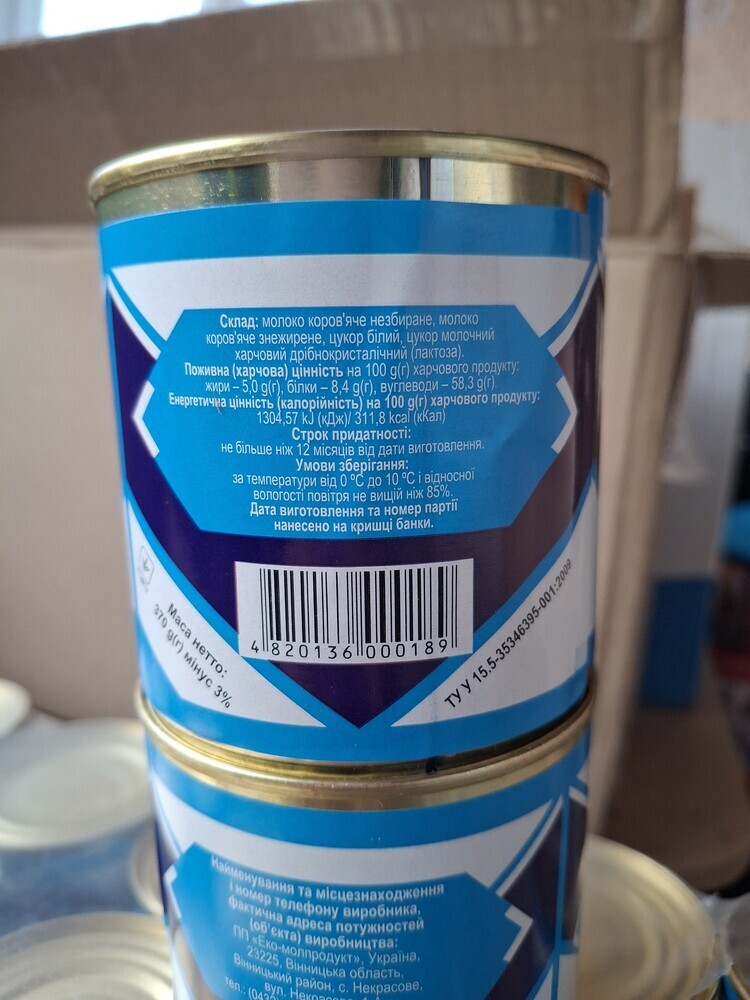 Склад: молоко коров'яче незбиране, молоко
коров'яче знежирене, цукор білий, цукор молочний
харчовий дрібнокристалічний (лактоза).
Поживна (харчова) цінність на 100 g(г) харчового продукту:
жири – 5,0 g(г), білки – 8,4 g(г), вуглеводи – 58,3 g(г)
Енергетична цінність (калорійність) на 100 g(г) харчового продукту:
1304,57 kJ (кДж)/ 311,8 kcal (кКал)
Строк придатності:
не більше ніж 12 місяців від дати виготовлення.
Умови зберігання:
за температури від 0 ºС до 10 ºС і відносної
вологості повітря не вищій ніж 85%.
Дата виготовлення та номер партії
нанесено на кришці банки.
Маса нетто:
370 g(г) мінус 3%
4 820136 000189
ТУ У 15.5-35346395-001:2009
Найменування та місцезнаходження
і номер телефону виробника,
фактична адреса потужностей
(об'єкта) виробництва:
ПП «Еко-молпродукт», Україна,
23225, Вінницька область,
Вінницький район, с. Некрасове,
вул. Некрасова
тел.: